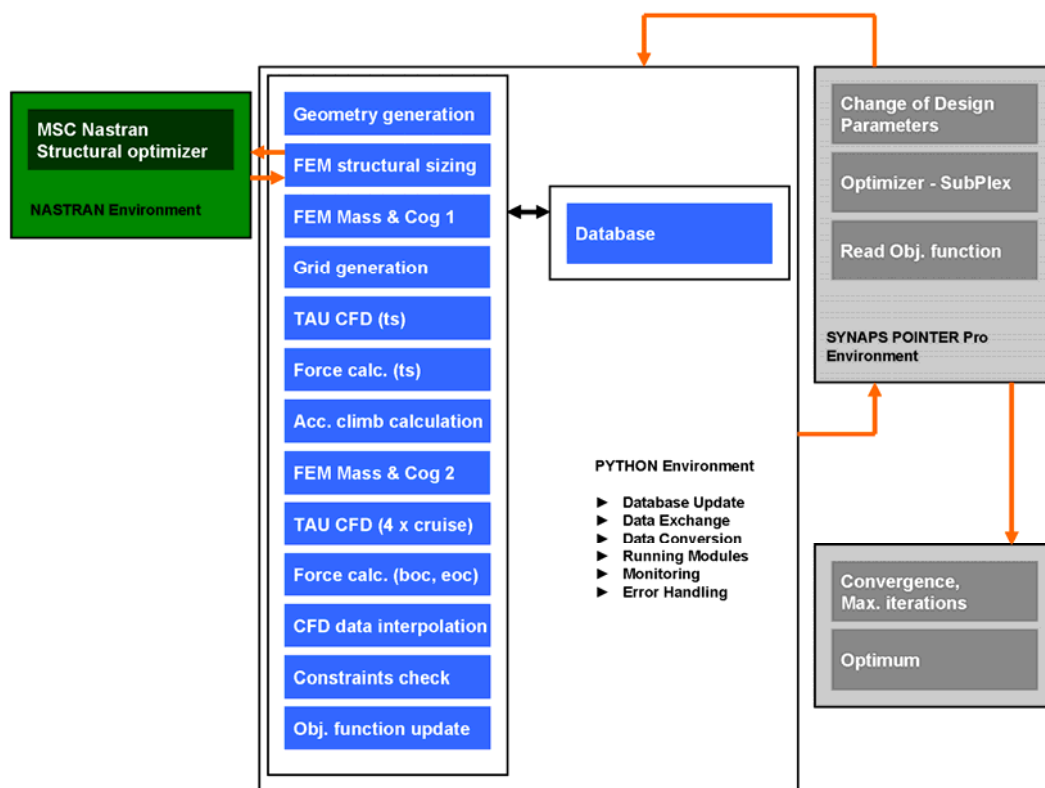 MSC Nastran
Structural optimizer
NASTRAN Environment
Geometry generation
FEM structural sizing
FEM Mass & Cog 1
Grid generation
TAU CFD (ts)
Force calc. (ts)
Acc. climb calculation
FEM Mass & Cog 2
TAU CFD (4 x cruise)
Force calc. (boc, eoc)
CFD data interpolation
Constraints check
Obj. function update
Database
PYTHON Environment
► Database Update
► Data Exchange
► Data Conversion
► Running Modules
► Monitoring
► Error Handling
Change of Design
Parameters
Optimizer - SubPlex
Read Obj. function
SYNAPS POINTER Pro
Environment
Convergence,
Max. iterations
Optimum